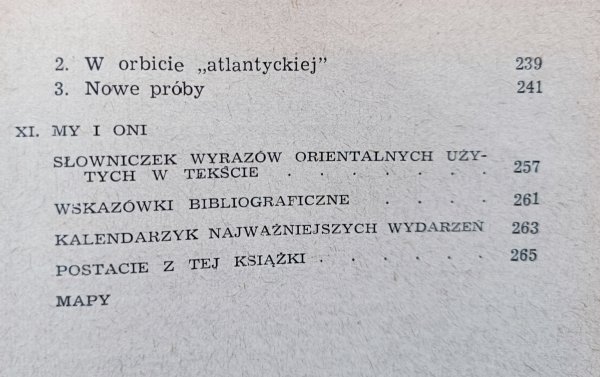 2. W orbicie „atlantyckiej” 239
3. Nowe próby 241
XI. MY I ONI
SŁOWNICZEK WYRAZÓW ORIENTALNYCH UŻY-
TYCH W TEKŚCIE . . . . . . . 257
WSKAZÓWKI BIBLIOGRAFICZNE . . . . 261
KALENDARZYK NAJWAŻNIEJSZYCH WYDARZEŃ 263
POSTACIE Z TEJ KSIĄŻKI . . . . . . 265
MAPY